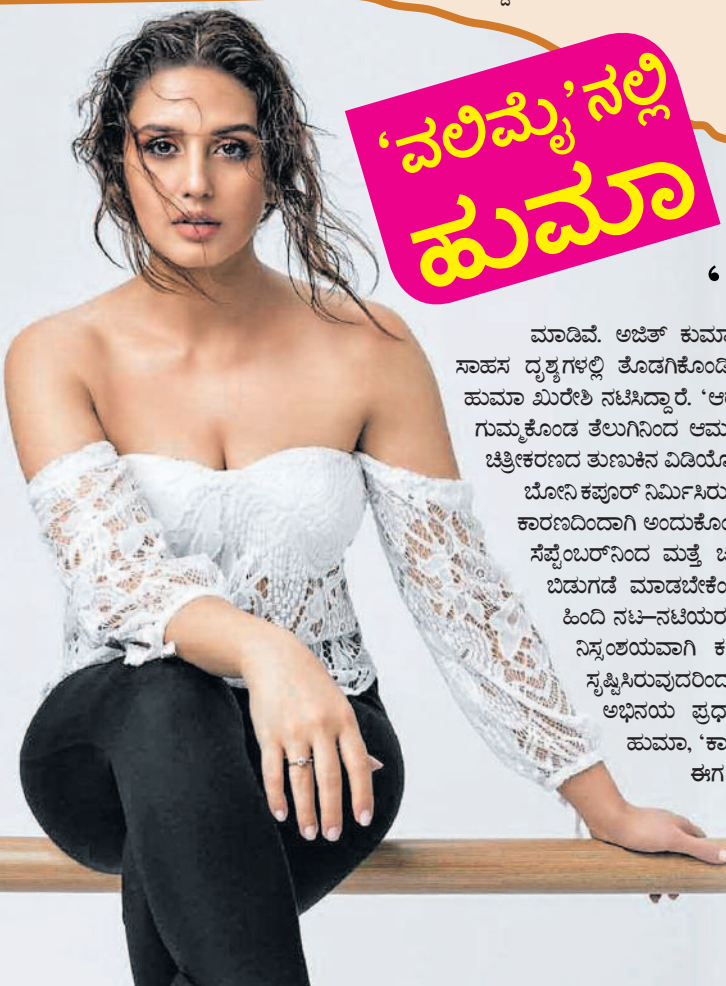 ‘ವಲಿಮೈ’ನಲ್ಲಿ
ಹುಮಾ
‘
ಮಾಡಿವೆ. ಅಜಿತ್ ಕುಮಾ
ಸಾಹಸ ದೃಶ್ಯಗಳಲ್ಲಿ ತೊಡಗಿಕೊಂಡಿ
ಹುಮಾ ಖುರೇಶಿ ನಟಿಸಿದ್ದಾರೆ.
ಗುಮ್ಮಕೊಂಡ ತೆಲುಗಿನಿಂದ ಆಮ
ಚಿತ್ರೀಕರಣದ ತುಣುಕಿನ ವಿಡಿಯೊ
ಬೋನಿ ಕಪೂರ್ ನಿರ್ಮಿಸಿರು
ಕಾರಣದಿಂದಾಗಿ ಅಂದುಕೊಂ
ಸೆಪ್ಟೆಂಬರ್‌ನಿಂದ ಮತ್ತೆ
ಬಿಡುಗಡೆ ಮಾಡಬೇಕೆಂ
ಹಿಂದಿ ನಟ–ನಟಿಯರ
ನಿಸ್ಸಂಶಯವಾಗಿ ಕ
ಸೃಷ್ಟಿಸಿರುವುದರಿಂದ
ಅಭಿನಯ ಪ್ರಧಾ
ಹುಮಾ, ‘ಕಾ
ಈಗ